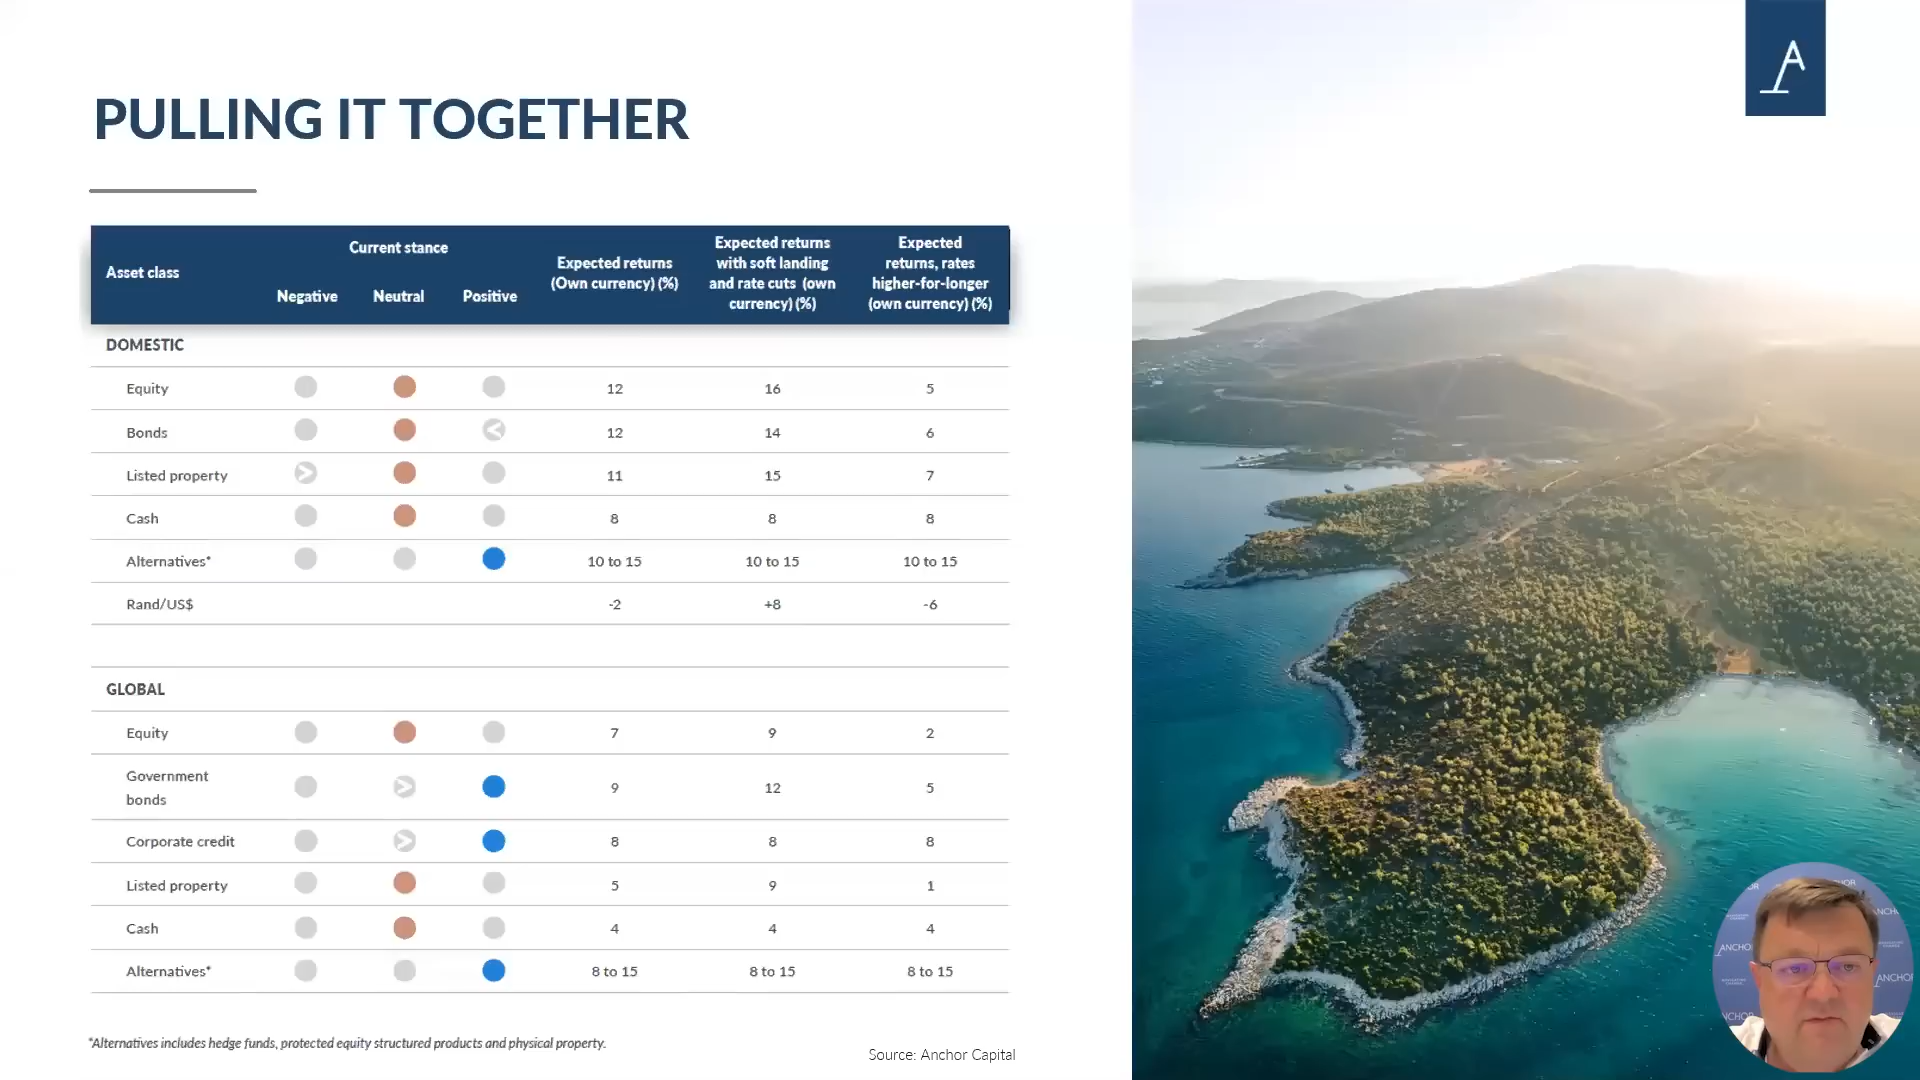 PULLING IT TOGETHER
Asset class
Current stance
Negative Neutral Positive
Expected returns
(Own currency) (%)
Expected returns
with soft landing
and rate cuts (own
currency) (%)
Expected
returns, rates
higher-for-longer
(own currency) (%)
DOMESTIC
Equity 12 16 5
Bonds < 12 14 6
Listed property > 11 15 7
Cash 8 8 8
Alternatives* 10 to 15 10 to 15 10 to 15
Rand/US$ -2 +8 -6
GLOBAL
Equity 7 9 2
Government
bonds > 9 12 5
Corporate credit > 8 8 8
Listed property 5 9 1
Cash 4 4 4
Alternatives* 8 to 15 8 to 15 8 to 15
*Alternatives includes hedge funds, protected equity structured products and physical property.
Source: Anchor Capital
A
ANCHOR